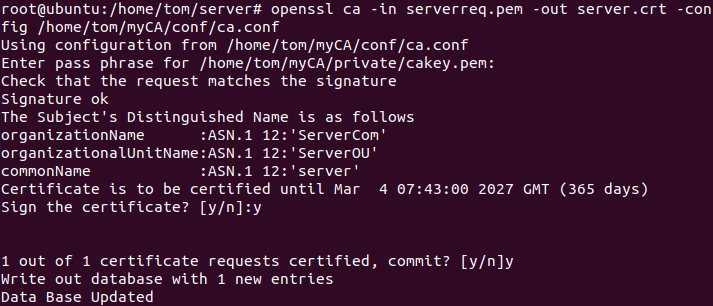 root@ubuntu:/home/tom/server# openssl ca -in serverreq.pem -out server.crt -con
fig /home/tom/myCA/conf/ca.conf
Using configuration from /home/tom/myCA/conf/ca.conf
Enter pass phrase for /home/tom/myCA/private/cakey.pem:
Check that the request matches the signature
Signature ok
The Subject's Distinguished Name is as follows
organizationName      :ASN.1 12:'ServerCom'
organizationalUnitName:ASN.1 12:'ServerOU'
commonName            :ASN.1 12:'server'
Certificate is to be certified until Mar  4 07:43:00 2027 GMT (365 days)
Sign the certificate? [y/n]:y
1 out of 1 certificate requests certified, commit? [y/n]y
Write out database with 1 new entries
Data Base Updated